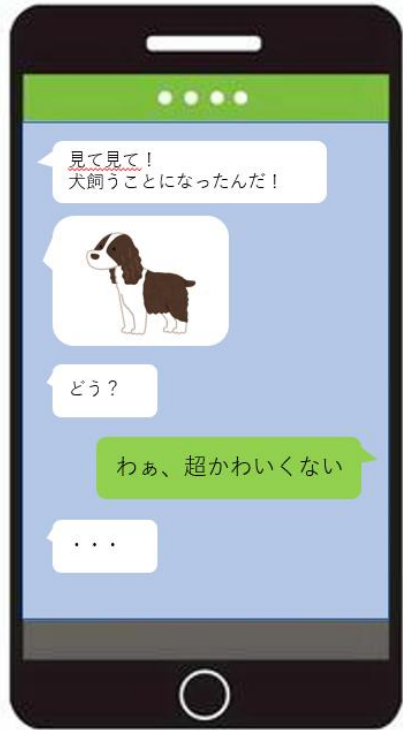 見て見て！
犬飼うことになったんだ！
どう？
わぁ、超かわいくない
・・・